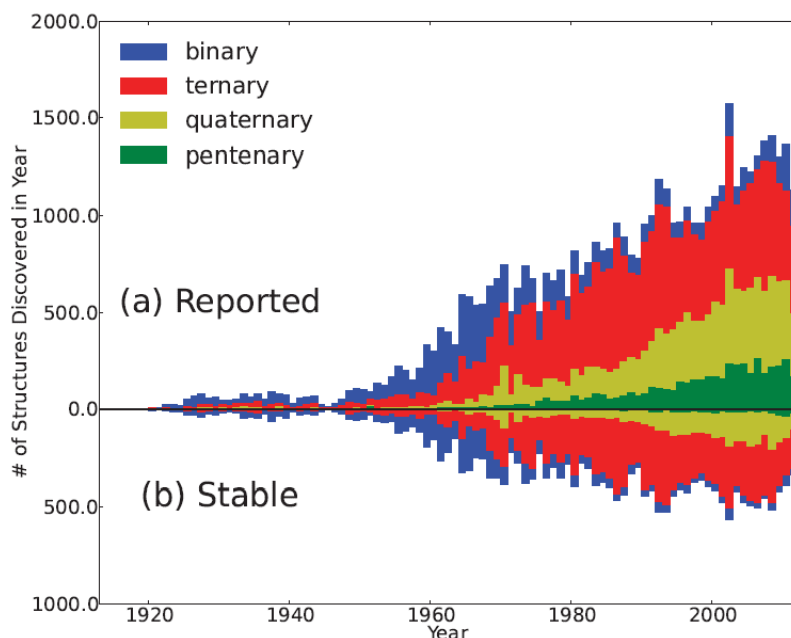 2000.0
1500.0
1000.0
500.0
0.0
500.0
1000.0
# of Structures Discovered in Year
binary
ternary
quaternary
pentenary
(a) Reported
(b) Stable
1920
1940
1960
1980
2000
Year